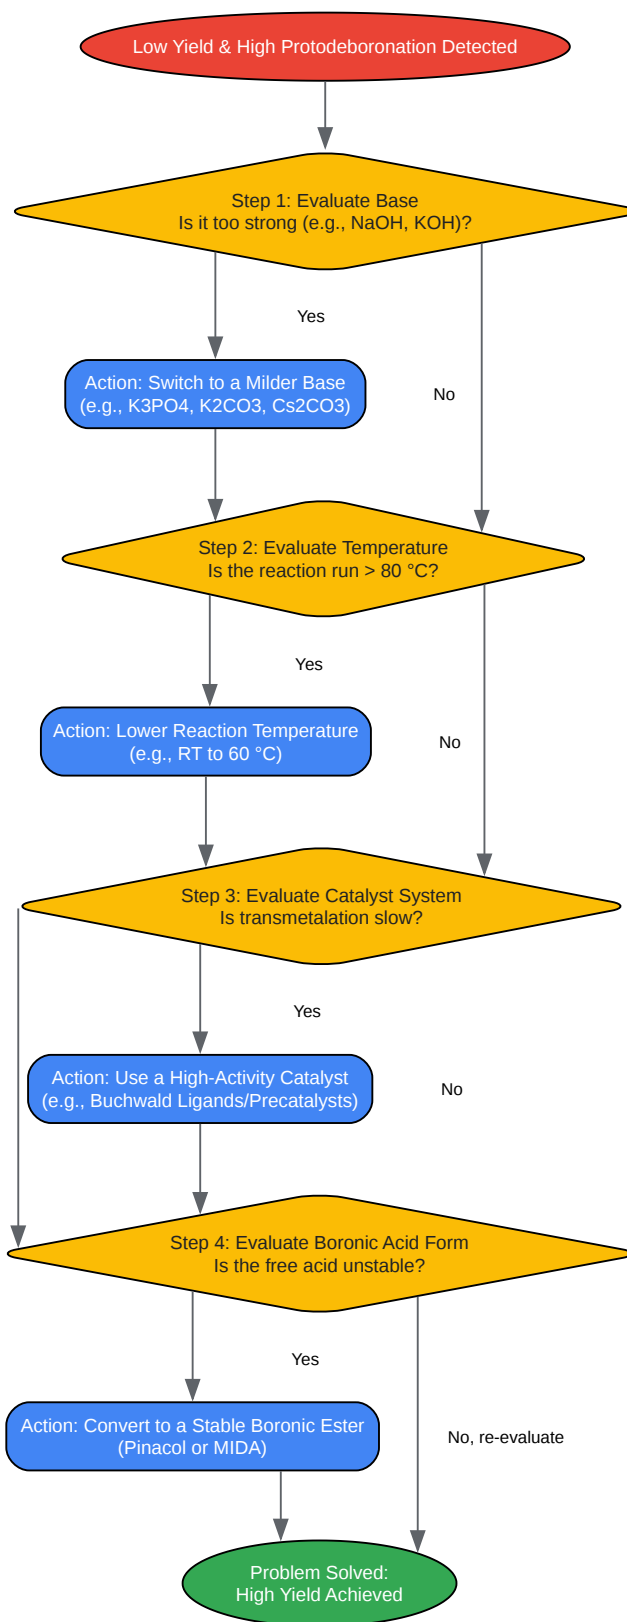 Low Yield & High Protodeboronation Detected
Step 1: Evaluate Base
Is it too strong (e.g., NaOH, KOH)?
Yes
Action: Switch to a Milder Base
(e.g., K3PO4, K2CO3, Cs2CO3)
No
Step 2: Evaluate Temperature
Is the reaction run > 80 °C?
Yes
Action: Lower Reaction Temperature
(e.g., RT to 60 °C)
No
Step 3: Evaluate Catalyst System
Is transmetalation slow?
Yes
Action: Use a High-Activity Catalyst
(e.g., Buchwald Ligands/Precatalysts)
No
Step 4: Evaluate Boronic Acid Form
Is the free acid unstable?
Yes
Action: Convert to a Stable Boronic Ester
(Pinacol or MIDA)
No, re-evaluate
Problem Solved:
High Yield Achieved